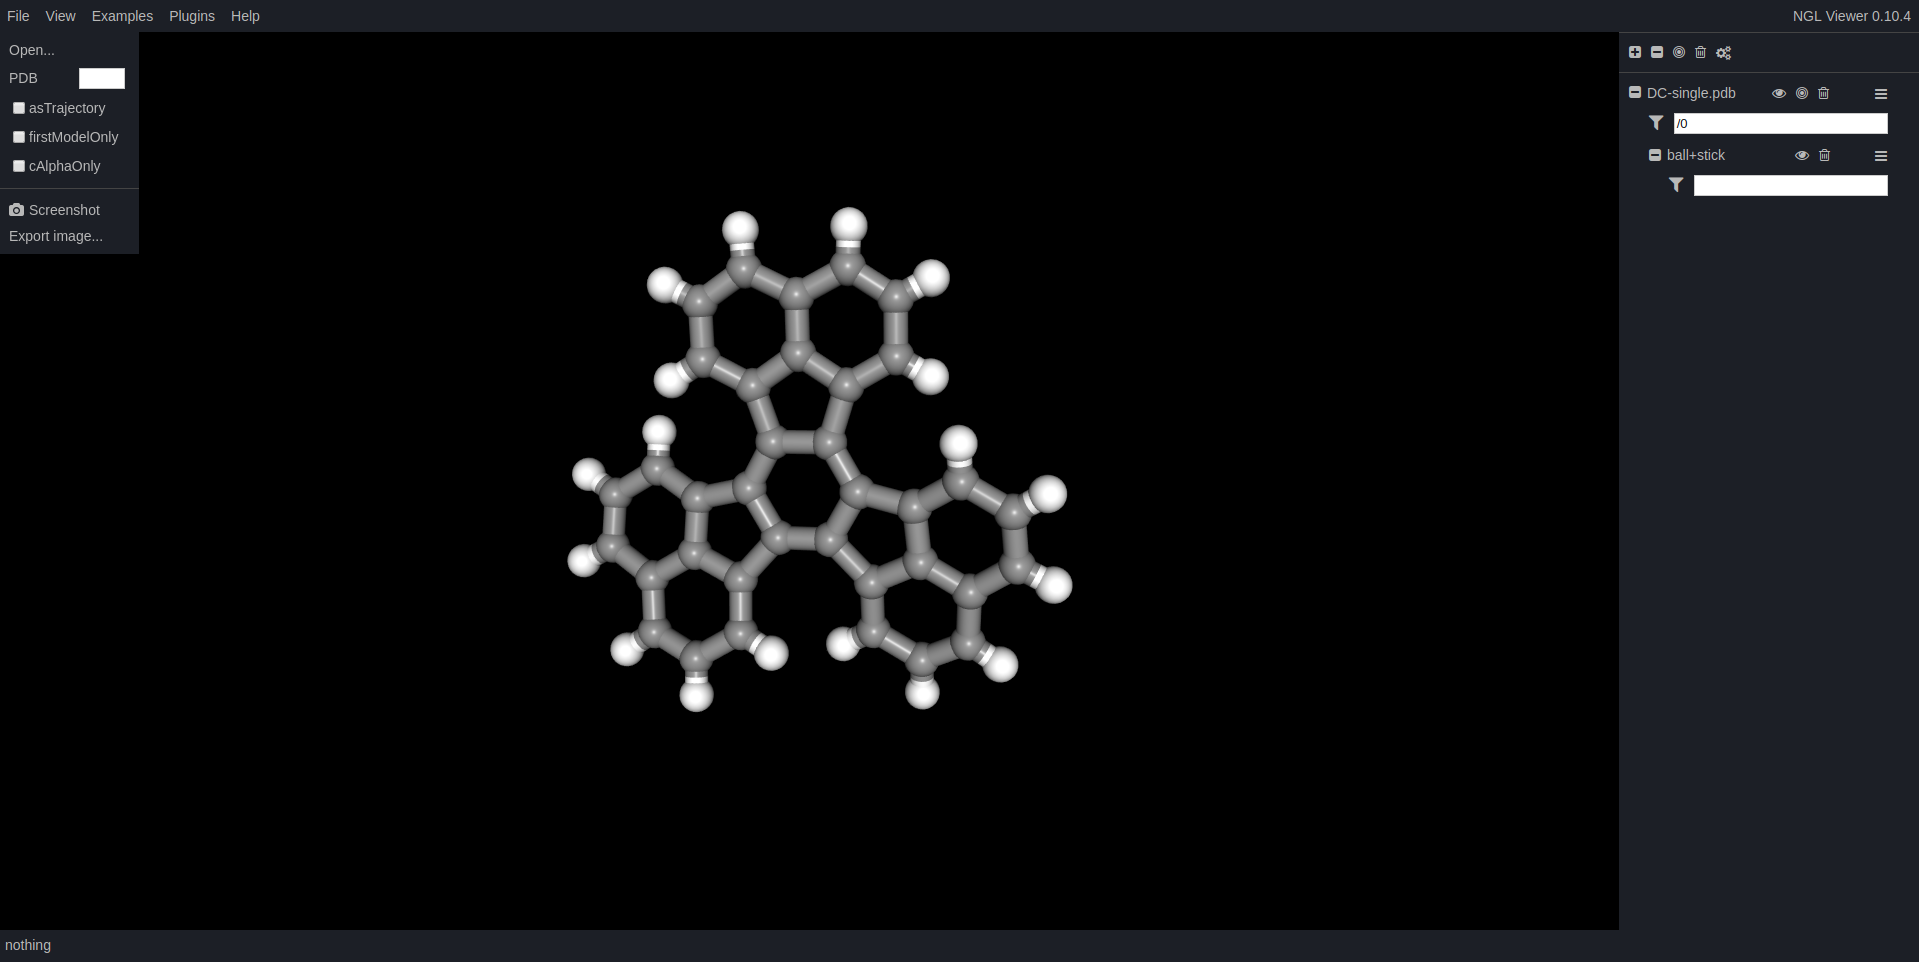 File View Examples Plugins Help NGL Viewer 0.10.4
Open...
PDB
asTrajectory
firstModelOnly
cAlphaOnly
Screenshot
Export image...
DC-single.pdb
/0
ball+stick
nothing